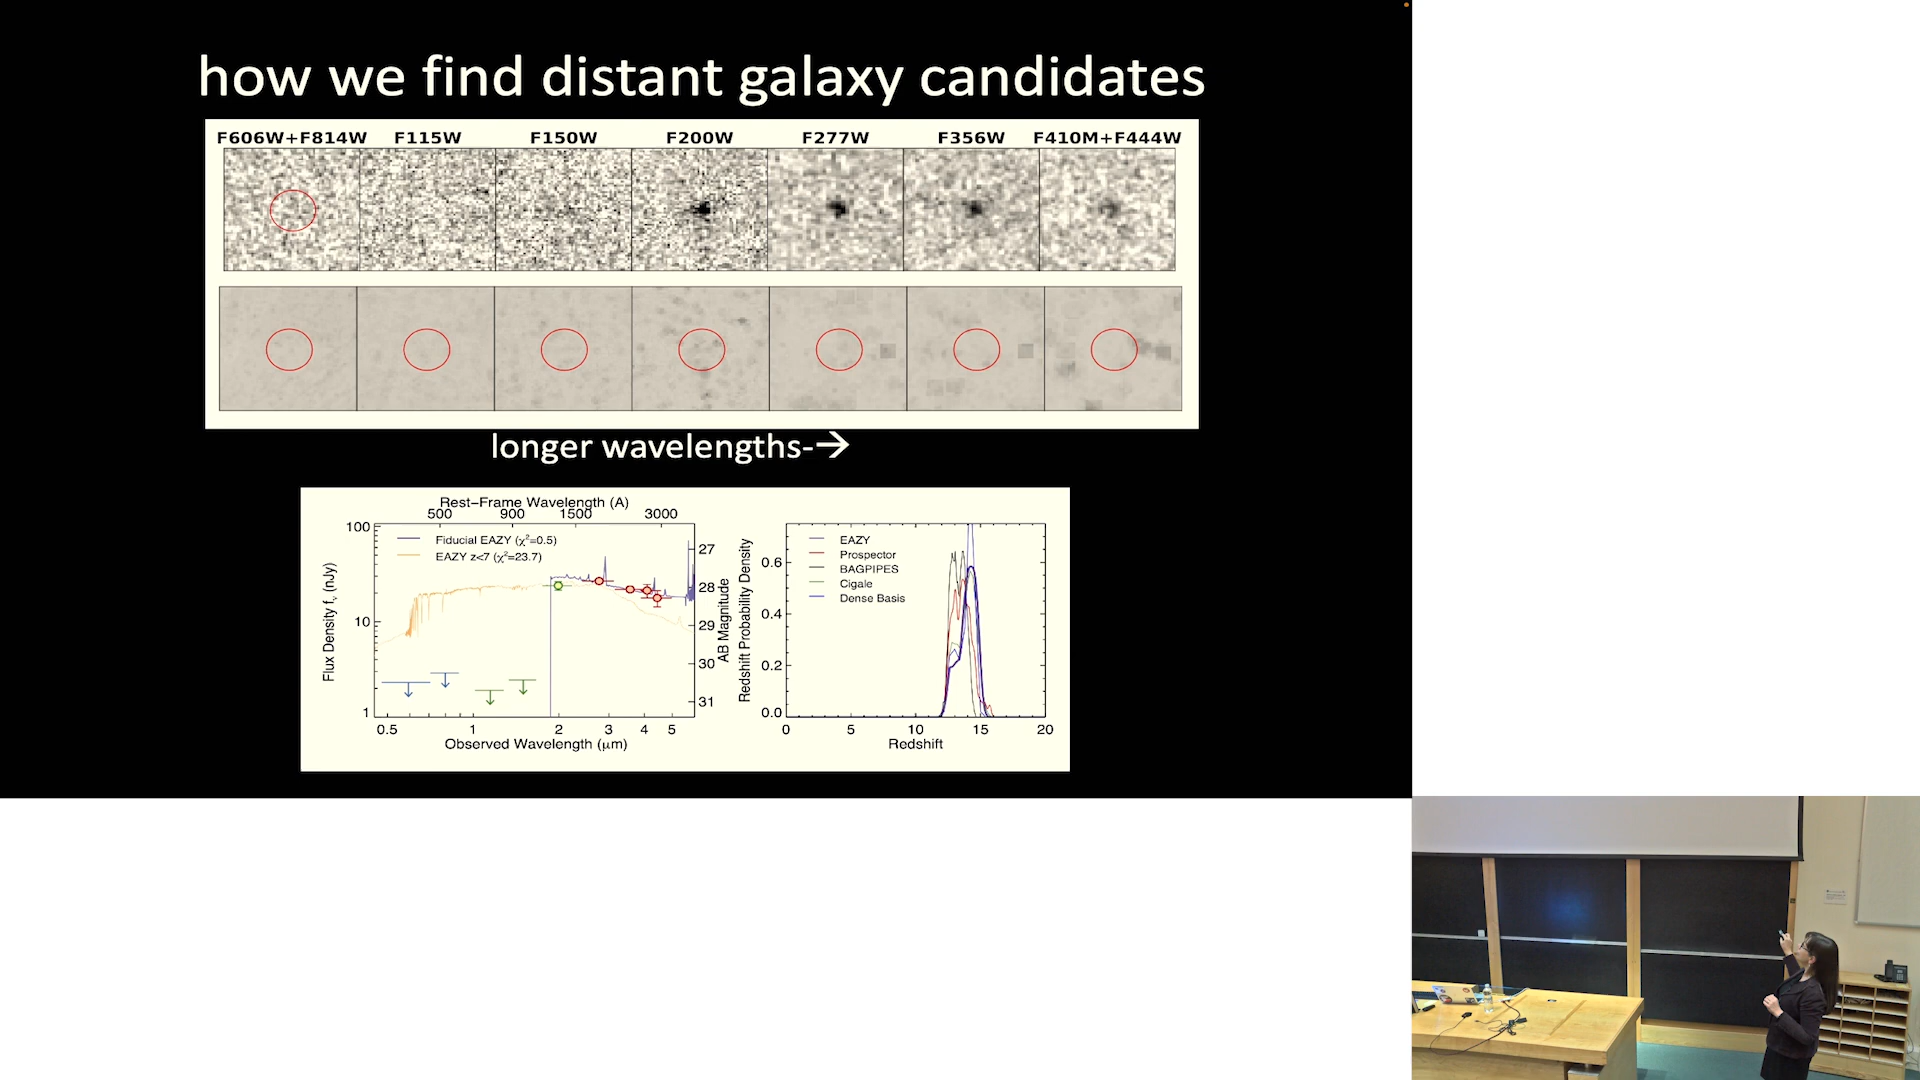 how we find distant galaxy candidates
F606W+F814W F115W F150W F200W F277W F356W F410M+F444W
longer wavelengths-→
Rest-Frame Wavelength (A)
500 900 1500 3000
100
10
1
Flux Density fν (nJy)
Fiducial EAZY (χ²=0.5)
EAZY z<7 (χ²=23.7)
27
28
29
30
31
AB Magnitude
0.5 1 2 3 4 5
Observed Wavelength (μm)
Redshift Probability Density
0.6
0.4
0.2
0.0
EAZY
Prospector
BAGPIPES
Cigale
Dense Basis
0 5 10 15 20
Redshift